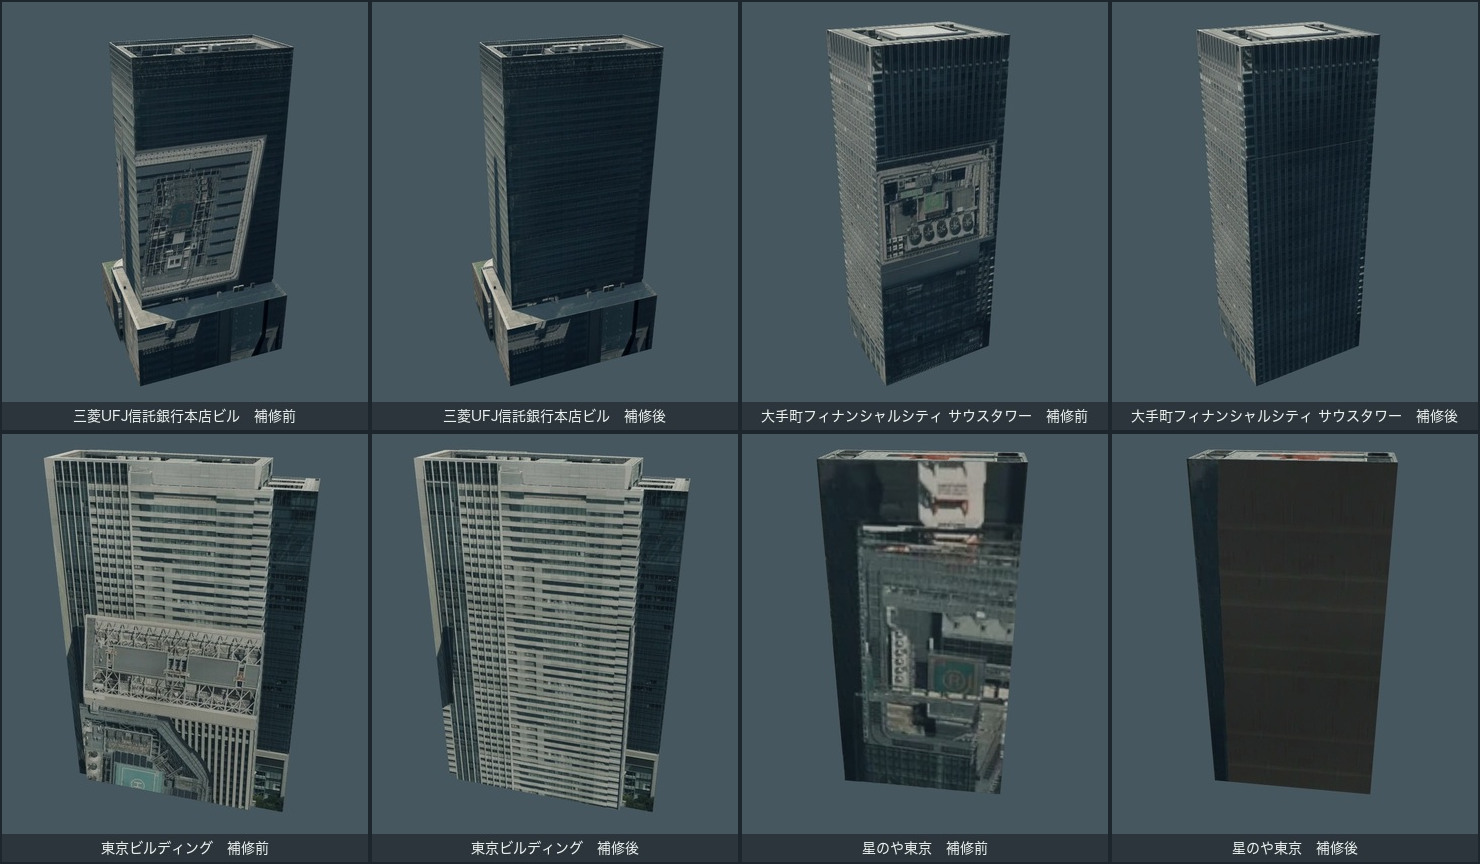 三菱UFJ信託銀行本店ビル　補修前
三菱UFJ信託銀行本店ビル　補修後
大手町フィナンシャルシティ サウスタワー　補修前
大手町フィナンシャルシティ サウスタワー　補修後
東京ビルディング　補修前
東京ビルディング　補修後
星のや東京　補修前
星のや東京　補修後